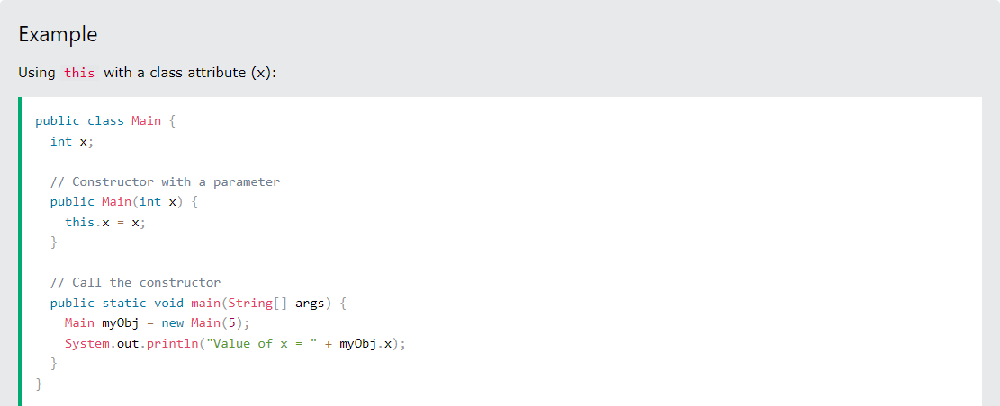 Example
Using this with a class attribute (x):
public class Main {
  int x;

  // Constructor with a parameter
  public Main(int x) {
    this.x = x;
  }

  // Call the constructor
  public static void main(String[] args) {
    Main myObj = new Main(5);
    System.out.println("Value of x = " + myObj.x);
  }
}